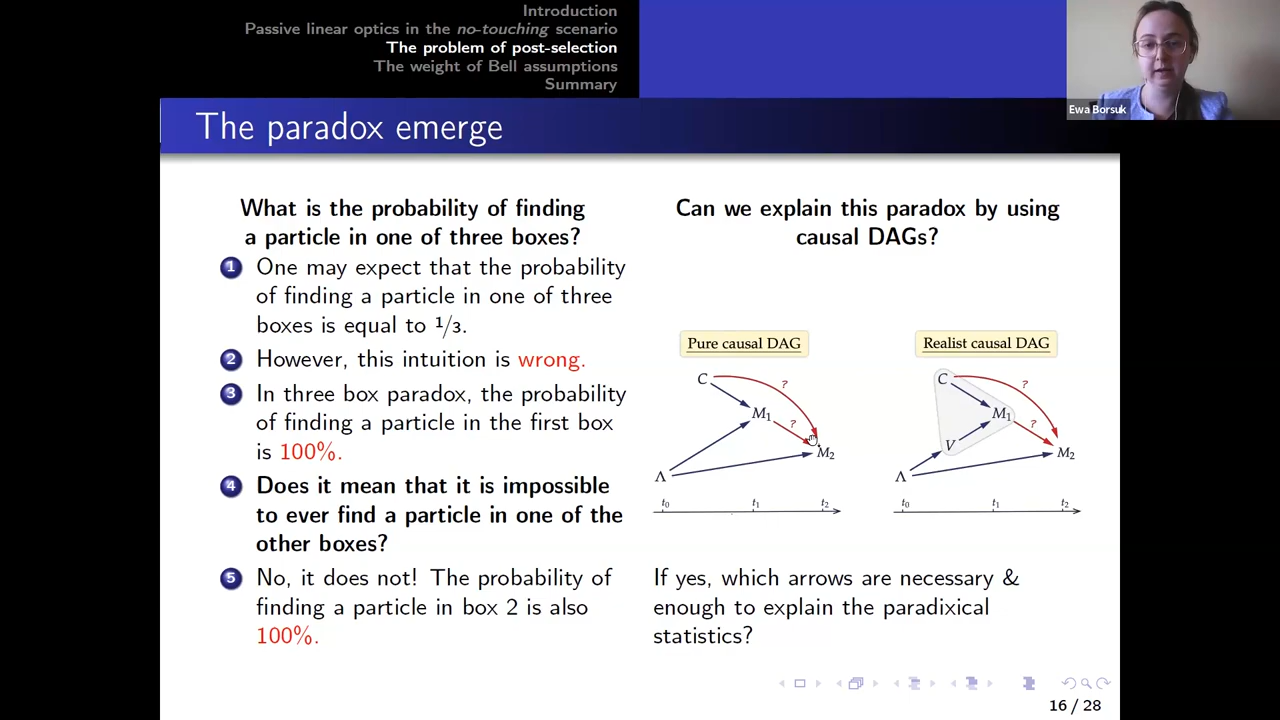 Introduction
Passive linear optics in the no-touching scenario
The problem of post-selection
The weight of Bell assumptions
Summary
Ewa Borsuk
The paradox emerge
What is the probability of finding
a particle in one of three boxes?
1 One may expect that the probability
of finding a particle in one of three
boxes is equal to 1/3.
2 However, this intuition is wrong.
3 In three box paradox, the probability
of finding a particle in the first box
is 100%.
4 Does it mean that it is impossible
to ever find a particle in one of the
other boxes?
5 No, it does not! The probability of
finding a particle in box 2 is also
100%.
Can we explain this paradox by using
causal DAGs?
Pure causal DAG
C
?
M1
?
M2
Λ
t0 t1 t2
Realist causal DAG
C
?
M1
?
V
M2
Λ
t0 t1 t2
If yes, which arrows are necessary &
enough to explain the paradixical
statistics?
16 / 28